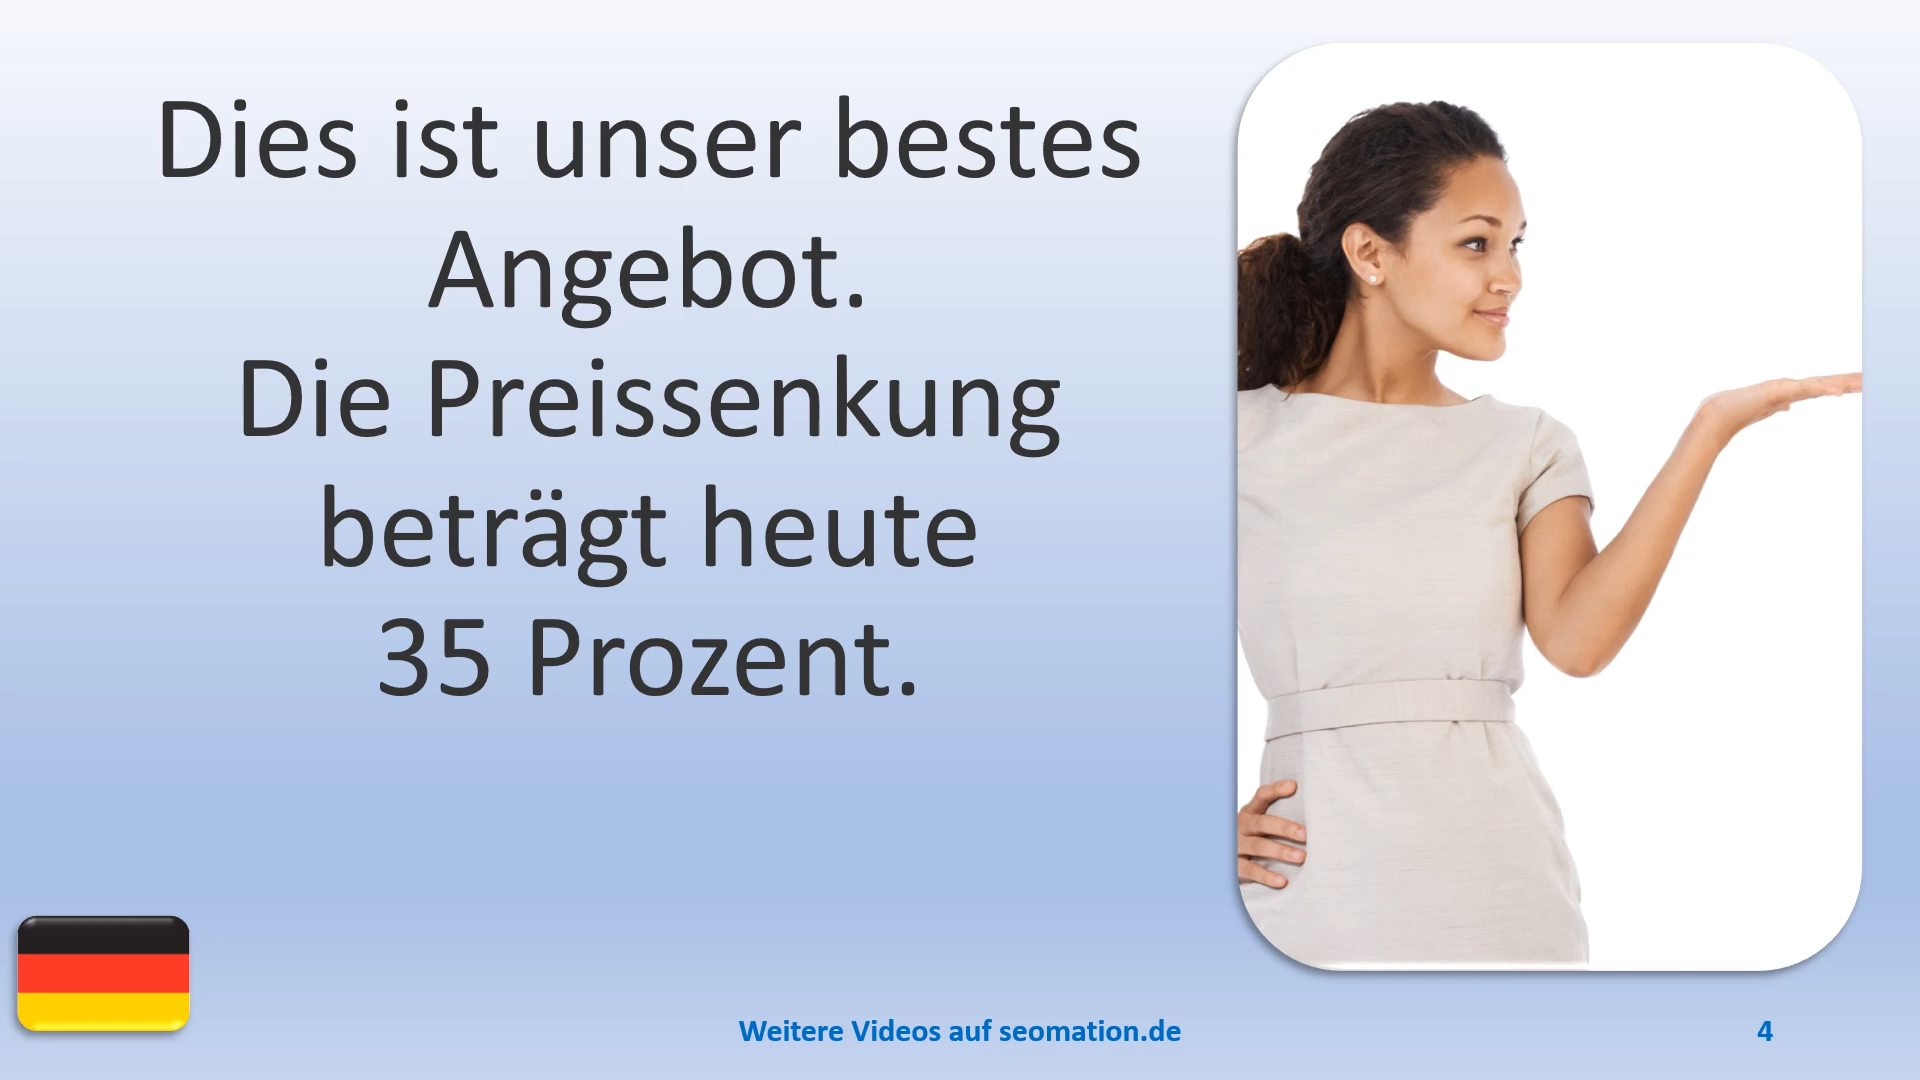 Dies ist unser bestes
Angebot.
Die Preissenkung
beträgt heute
35 Prozent.
Weitere Videos auf seomation.de
4